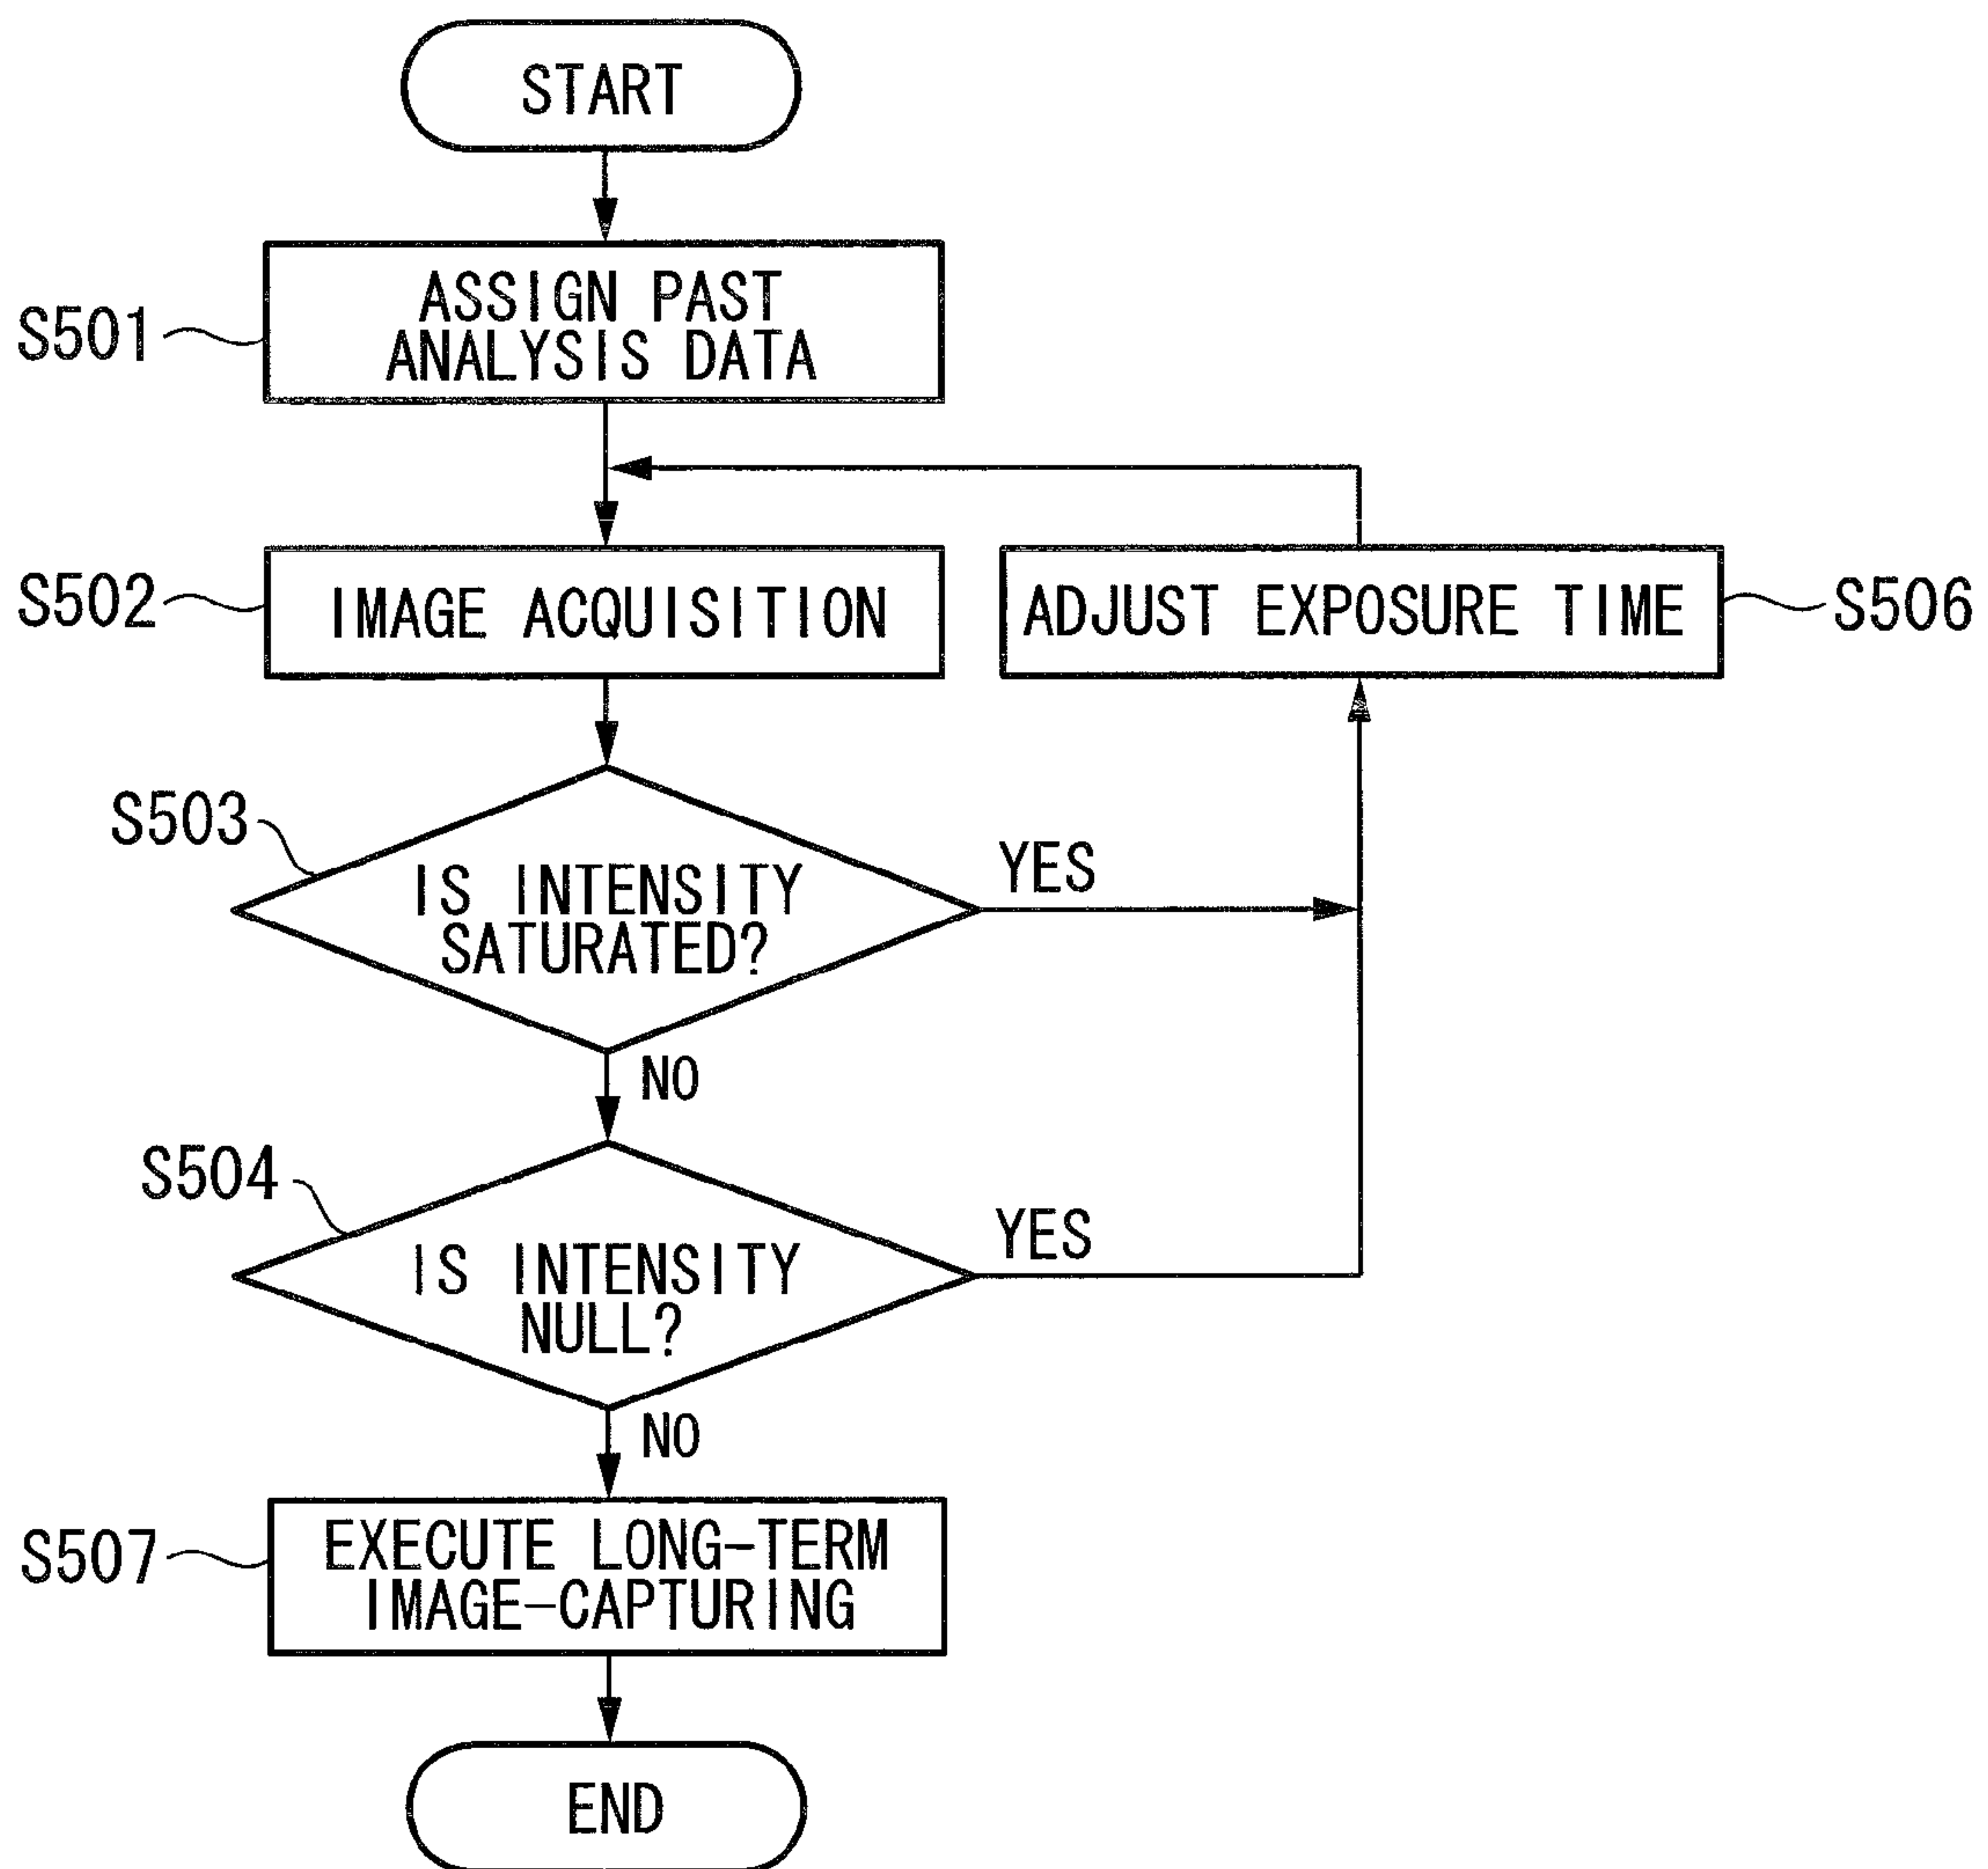 START
S501
ASSIGN PAST
ANALYSIS DATA
S502
IMAGE ACQUISITION
ADJUST EXPOSURE TIME
S506
S503
IS INTENSITY
SATURATED?
YES
NO
S504
IS INTENSITY
NULL?
YES
NO
S507
EXECUTE LONG-TERM
IMAGE-CAPTURING
END